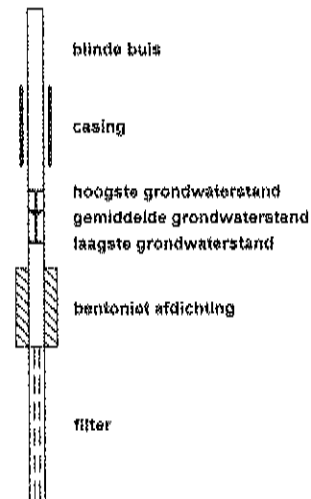 blinde buis
casing
hoogste grondwaterstand
gemiddelde grondwaterstand
laagste grondwaterstand
bentoniet afdichting
filter